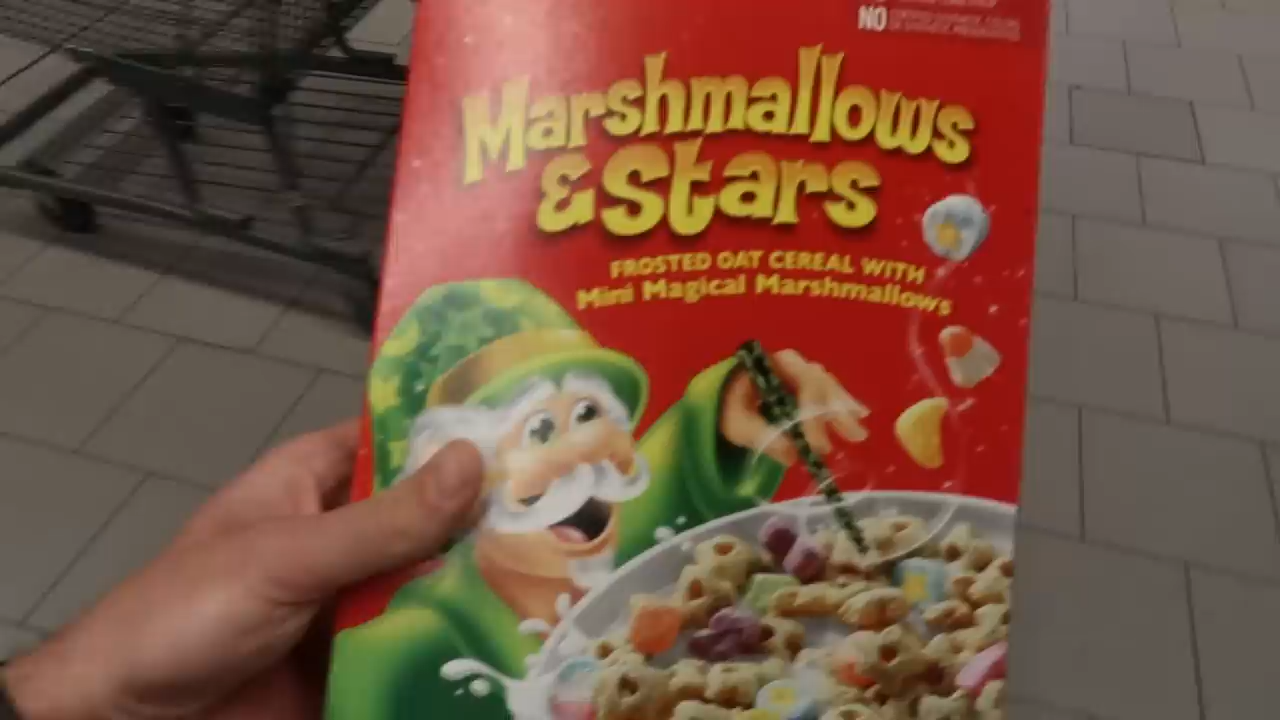 NO
Marshmallows
& Stars
FROSTED OAT CEREAL WITH
Mini Magical Marshmallows